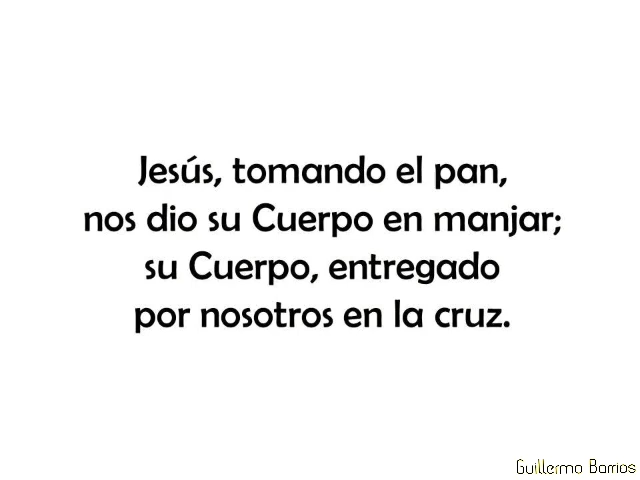 Jesús, tomando el pan,
nos dio su Cuerpo en manjar;
su Cuerpo, entregado
por nosotros en la cruz.
Guillermo Barrios